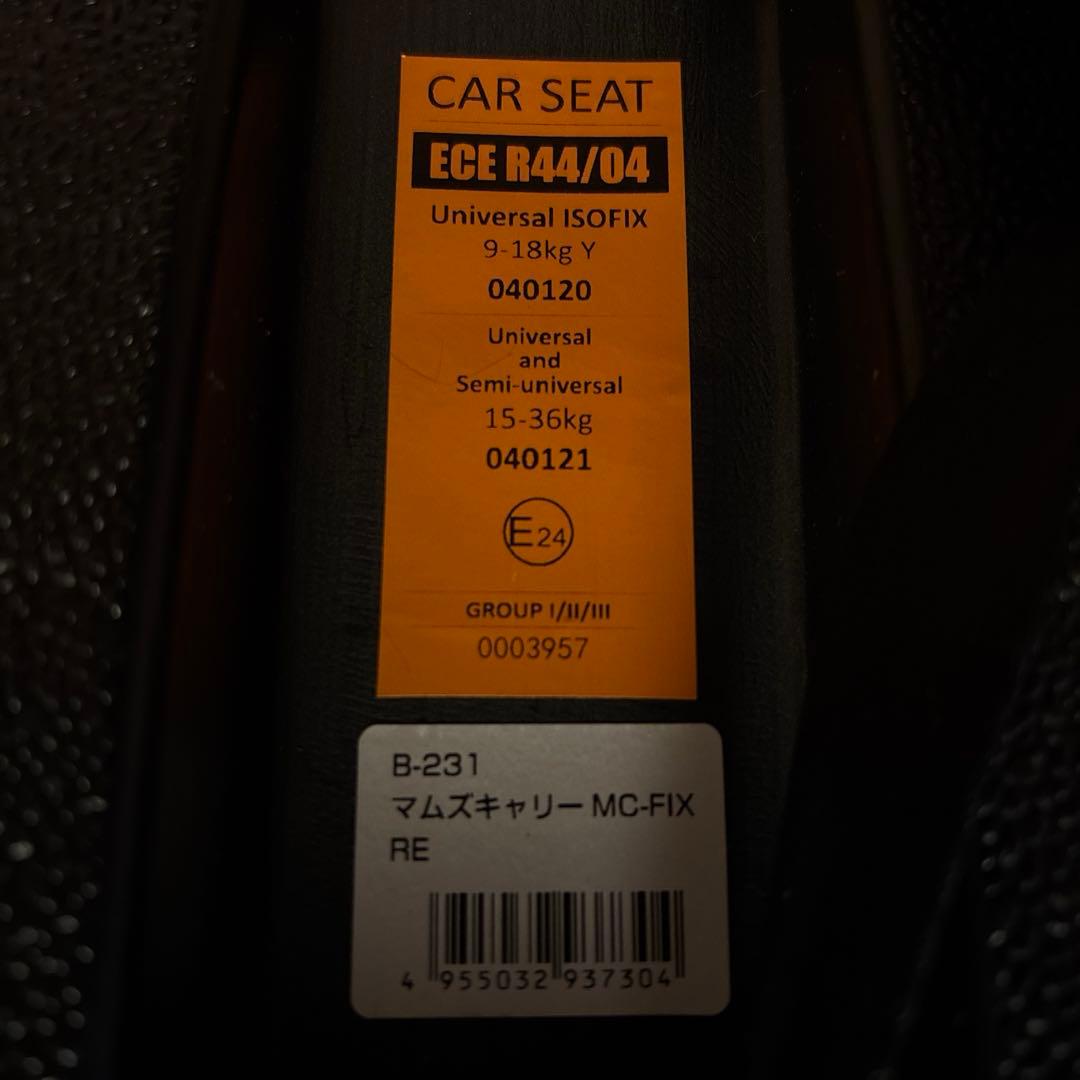 CAR SEAT
ECE R44/04
Universal ISOFIX
9-18kg Y
040120
Universal
and
Semi-universal
15-36kg
040121
E24
GROUP I/II/III
0003957
B-231
マムズキャリー MC-FIX
RE
4 955032 937304